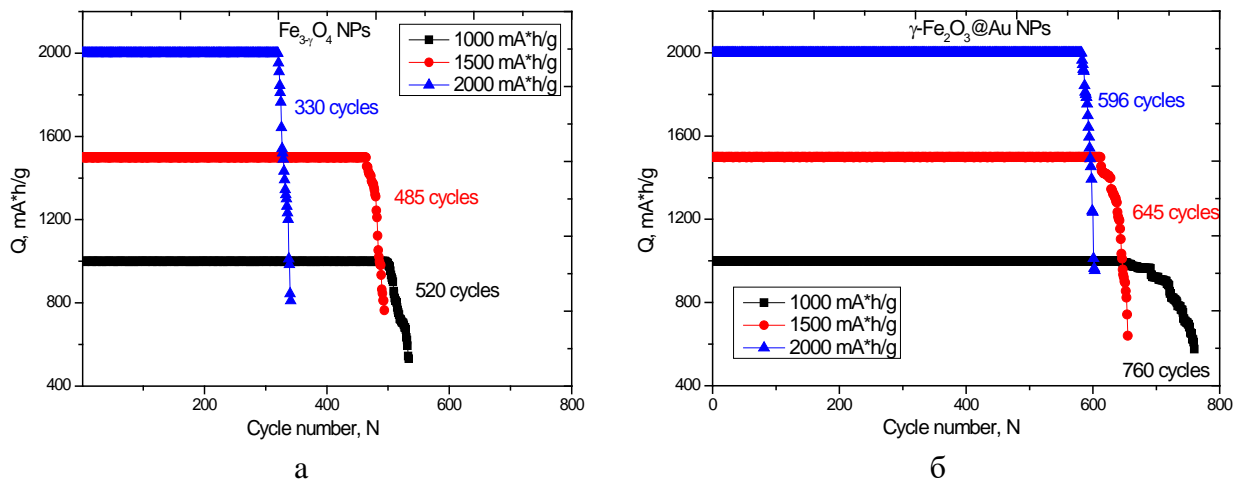 Fe3-γO4 NPs
1000 mA*h/g
1500 mA*h/g
2000 mA*h/g
330 cycles
485 cycles
520 cycles
Q, mA*h/g
2000
1600
1200
800
400
200
400
600
800
Cycle number, N
а
γ-Fe2O3@Au NPs
596 cycles
645 cycles
760 cycles
1000 mA*h/g
1500 mA*h/g
2000 mA*h/g
Q, mA*h/g
2000
1600
1200
800
400
0
200
400
600
800
Cycle number, N
б